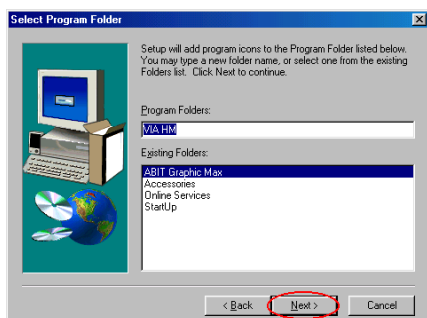 Select Program Folder
Setup will add program icons to the Program Folder listed below.
You may type a new folder name, or select one from the existing
Folders list. Click Next to continue.
Program Folders:
VIA HM
Existing Folders:
ABIT Graphic Max
Accessories
Online Services
StartUp
< Back
Next >
Cancel